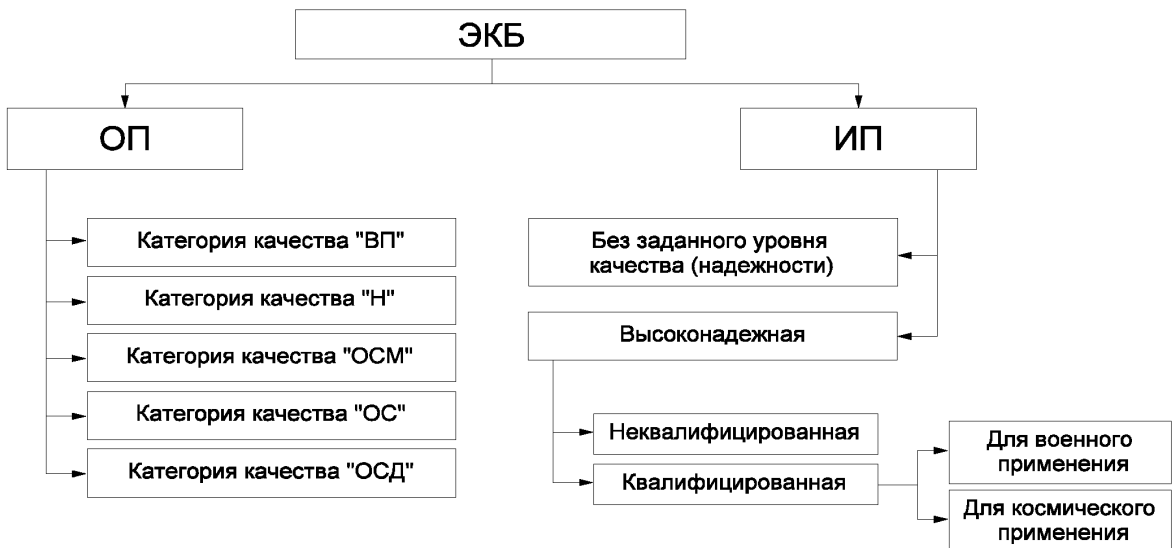 ЭКБ
ОП
ИП
Категория качества "ВП"
Категория качества "Н"
Категория качества "ОСМ"
Категория качества "ОС"
Категория качества "ОСД"
Без заданного уровня
качества (надежности)
Высоконадежная
Неквалифицированная
Квалифицированная
Для военного
применения
Для космического
применения